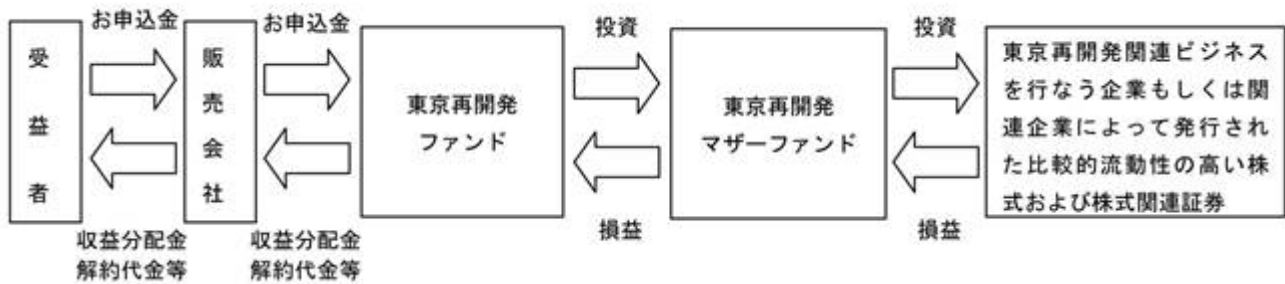 お申込金
お申込金
投資
投資
受益者
販売会社
東京再開発
ファンド
東京再開発
マザーファンド
東京再開発関連ビジネス
を行なう企業もしくは関
連企業によって発行され
た比較的流動性の高い株
式および株式関連証券
収益分配金
解約代金等
収益分配金
解約代金等
損益
損益